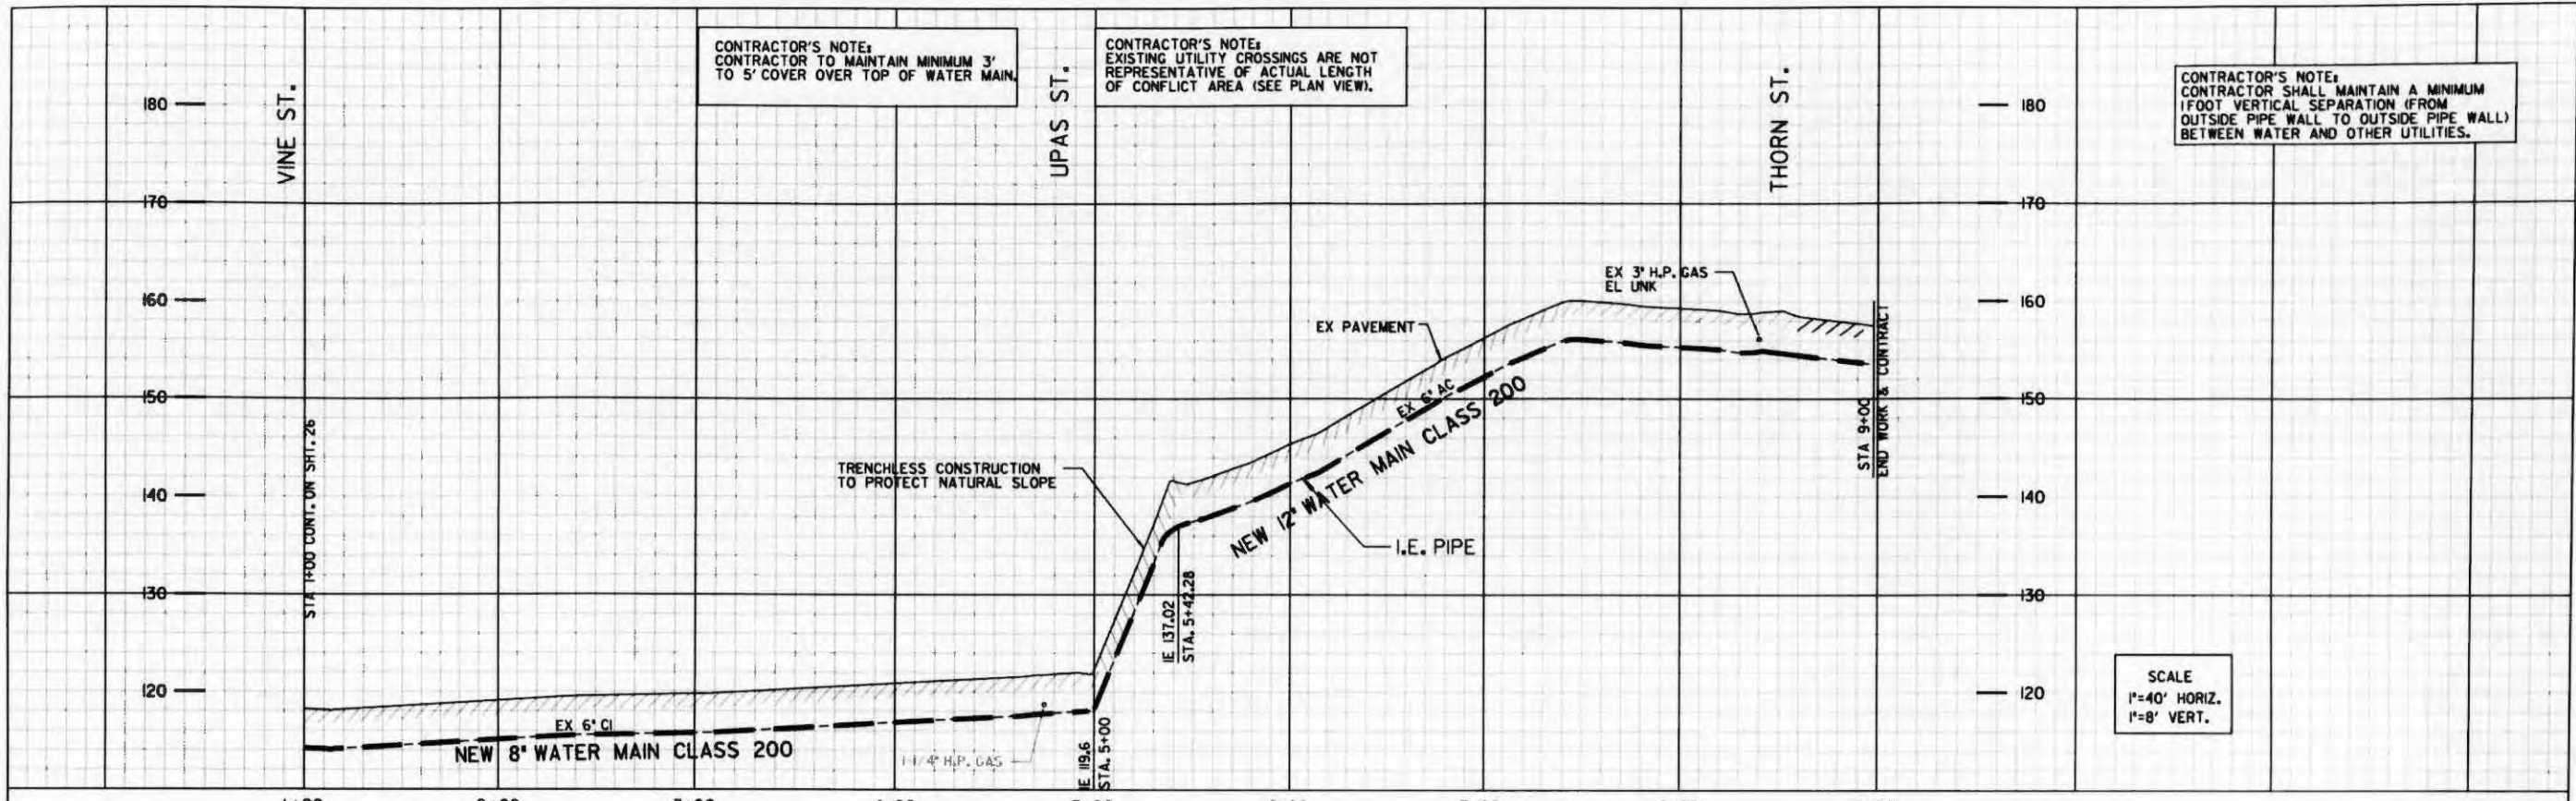 CONTRACTOR'S NOTE:
CONTRACTOR TO MAINTAIN MINIMUM 3'
TO 5' COVER OVER TOP OF WATER MAIN.
CONTRACTOR'S NOTE:
EXISTING UTILITY CROSSINGS ARE NOT
REPRESENTATIVE OF ACTUAL LENGTH
OF CONFLICT AREA (SEE PLAN VIEW).
CONTRACTOR'S NOTE:
CONTRACTOR SHALL MAINTAIN A MINIMUM
1 FOOT VERTICAL SEPARATION (FROM
OUTSIDE PIPE WALL TO OUTSIDE PIPE WALL)
BETWEEN WATER AND OTHER UTILITIES.
VINE ST.
UPAS ST.
THORN ST.
180
170
160
150
140
130
120
180
170
160
150
140
130
120
EX 3" H.P. GAS
EL UNK
EX PAVEMENT
EX 6" AC
NEW 12" WATER MAIN CLASS 200
I.E. PIPE
TRENCHLESS CONSTRUCTION
TO PROTECT NATURAL SLOPE
STA 1+00 CONT. ON SHT. 26
IE 137.02
STA. 5+42.28
STA 9+00
END WORK & CONTRACT
EX 6" CI
NEW 8" WATER MAIN CLASS 200
1-1/4" H.P. GAS
IE 119.6
STA. 5+00
SCALE
1"=40' HORIZ.
1"=8' VERT.